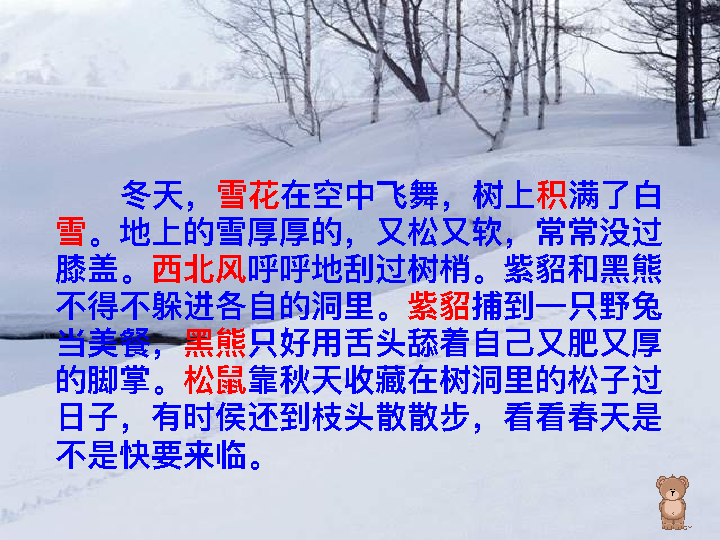 冬天，雪花在空中飞舞，树上积满了白
雪。地上的雪厚厚的，又松又软，常常没过
膝盖。西北风呼呼地刮过树梢。紫貂和黑熊
不得不躲进各自的洞里。紫貂捕到一只野兔
当美餐，黑熊只好用舌头舔着自己又肥又厚
的脚掌。松鼠靠秋天收藏在树洞里的松子过
日子，有时侯还到枝头散散步，看看春天是
不是快要来临。